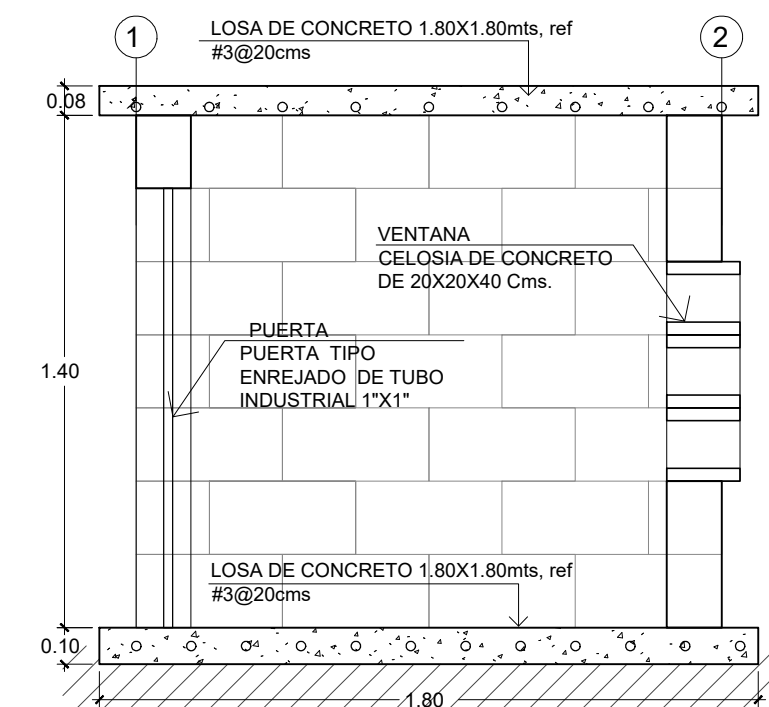 LOSA DE CONCRETO 1.80X1.80mts, ref
#3@20cms
1
2
0.08
VENTANA
CELOSIA DE CONCRETO
DE 20X20X40 Cms.
PUERTA
PUERTA TIPO
ENREJADO DE TUBO
INDUSTRIAL 1"X1"
1.40
LOSA DE CONCRETO 1.80X1.80mts, ref
#3@20cms
0.10
1.80